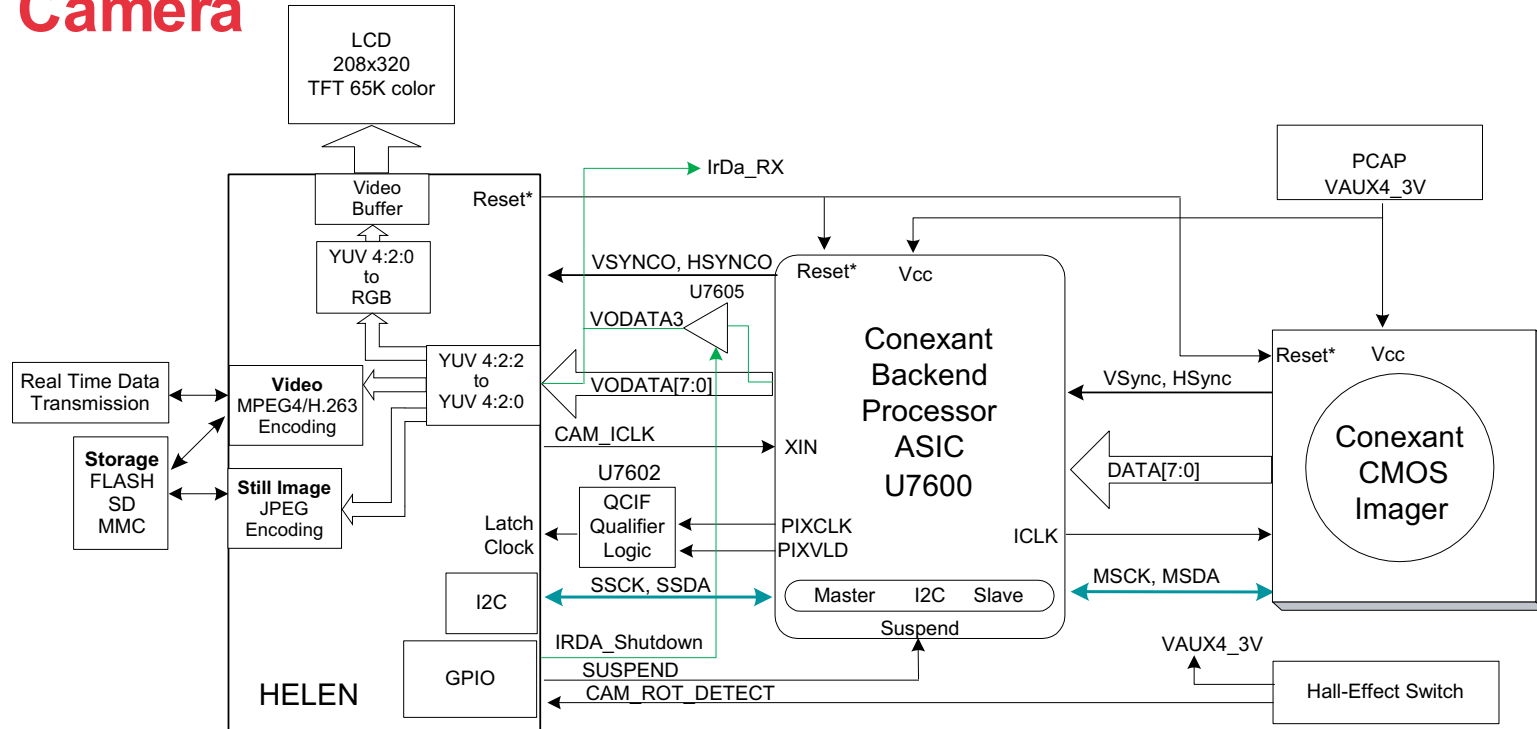 Camera
LCD
208x320
TFT 65K color
IrDa_RX
PCAP
VAUX4_3V
Video
Buffer
Reset*
YUV 4:2:0
to
RGB
VSYNCO, HSYNCO
Reset*
Vcc
U7605
VODATA3
Conexant
Backend
Processor
ASIC
U7600
Reset*
Vcc
VSync, HSync
Real Time Data
Transmission
Video
MPEG4/H.263
Encoding
YUV 4:2:2
to
YUV 4:2:0
VODATA[7:0]
CAM_ICLK
XIN
Conexant
CMOS
Imager
DATA[7:0]
Storage
FLASH
SD
MMC
Still Image
JPEG
Encoding
U7602
QCIF
Qualifier
Logic
Latch
Clock
PIXCLK
PIXVLD
ICLK
I2C
SSCK, SSDA
Master I2C Slave
MSCK, MSDA
Suspend
IRDA_Shutdown
SUSPEND
CAM_ROT_DETECT
GPIO
HELEN
VAUX4_3V
Hall-Effect Switch